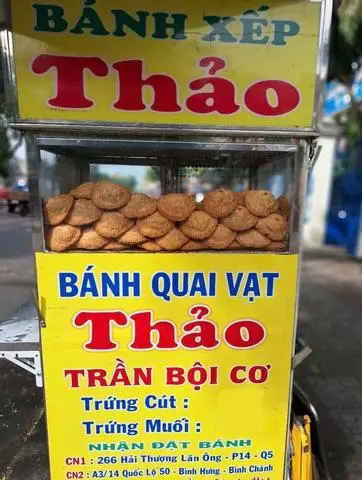 BÁNH XẾP
Thảo
BÁNH QUAI VẠT
Thảo
TRẦN BỘI CƠ
Trứng Cút :
Trứng Muối :
NHẬN ĐẶT BÁNH
CN1 : 266 Hải Thượng Lãn Ông - P14 - Q5
CN2 : A3/14 Quốc Lộ 50 - Bình Hưng - Bình Chánh